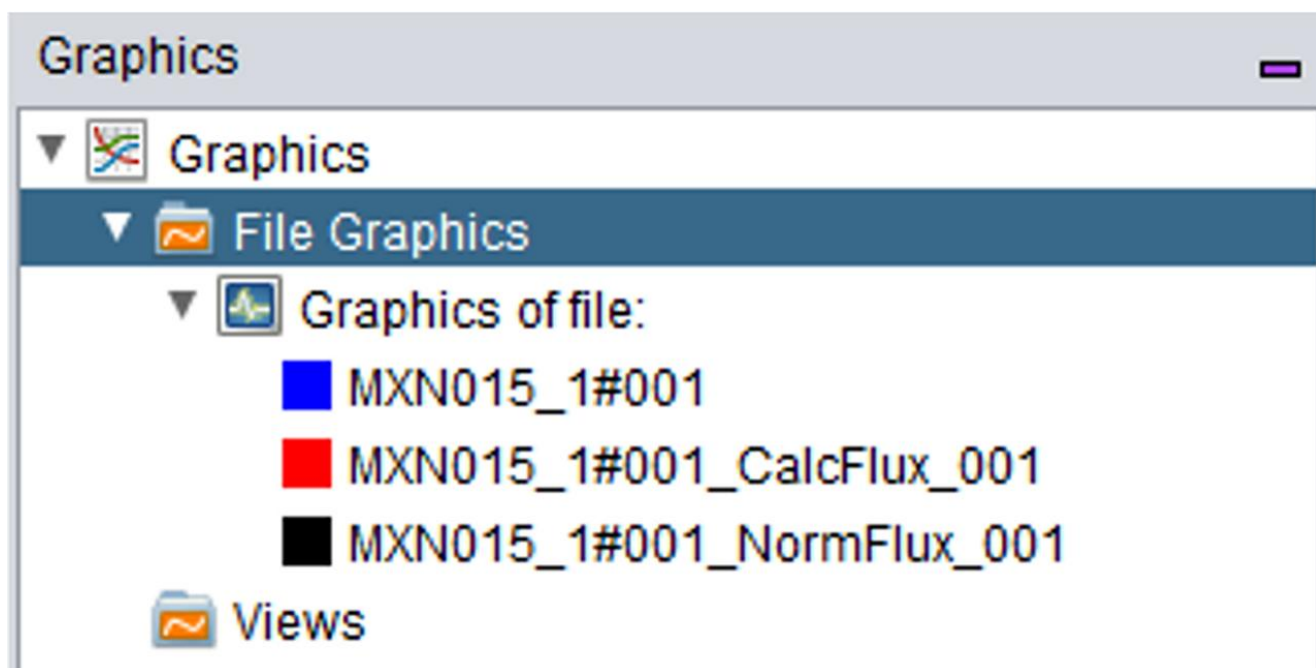 Graphics
Graphics
File Graphics
Graphics of file:
MXN015_1#001
MXN015_1#001_CalcFlux_001
MXN015_1#001_NormFlux_001
Views